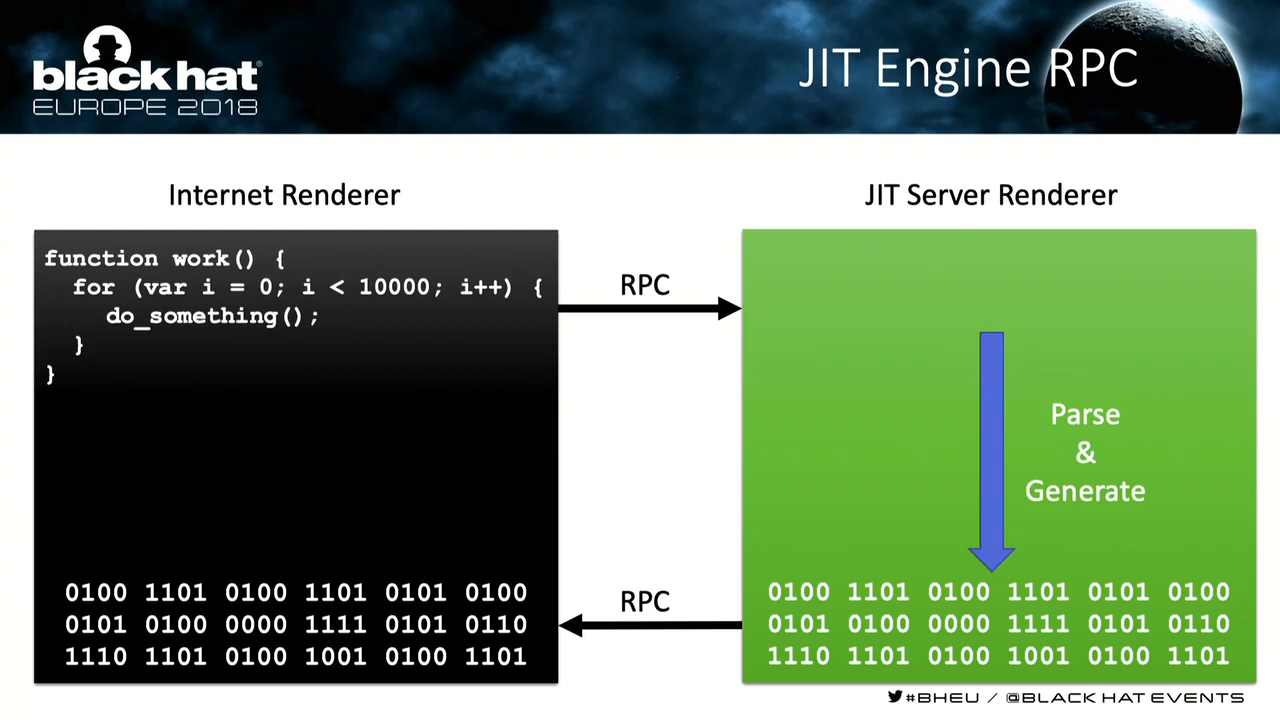 black hat
EUROPE 2018
JIT Engine RPC
Internet Renderer
JIT Server Renderer
function work() {
for (var i = 0; i < 10000; i++) {
do_something();
}
}
RPC
Parse
&
Generate
0100 1101 0100 1101 0101 0100
0101 0100 0000 1111 0101 0110
1110 1101 0100 1001 0100 1101
RPC
0100 1101 0100 1101 0101 0100
0101 0100 0000 1111 0101 0110
1110 1101 0100 1001 0100 1101
#BHEU / @BLACK HAT EVENTS